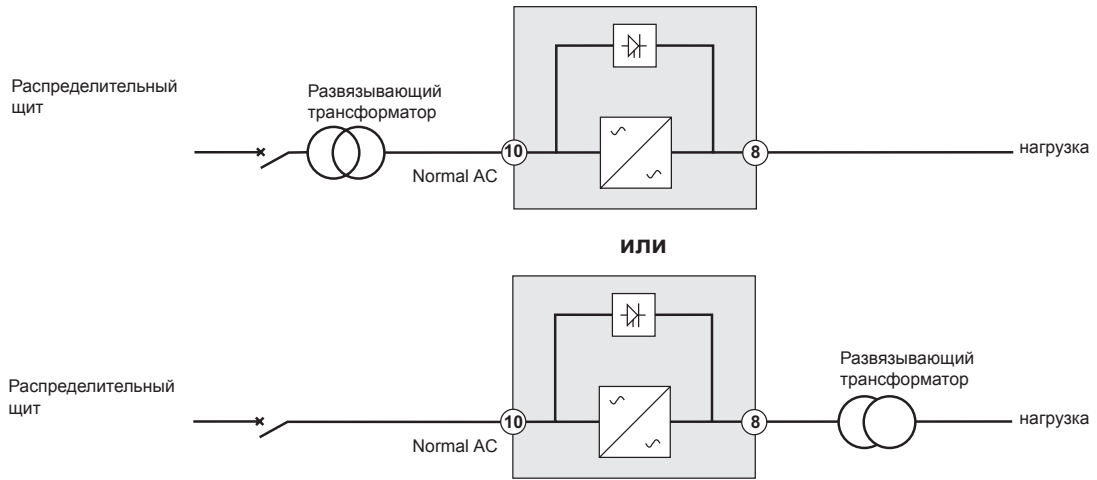 Распределительный
щит
Развязывающий
трансформатор
10
8
нагрузка
Normal AC
или
Распределительный
щит
Развязывающий
трансформатор
10
8
нагрузка
Normal AC